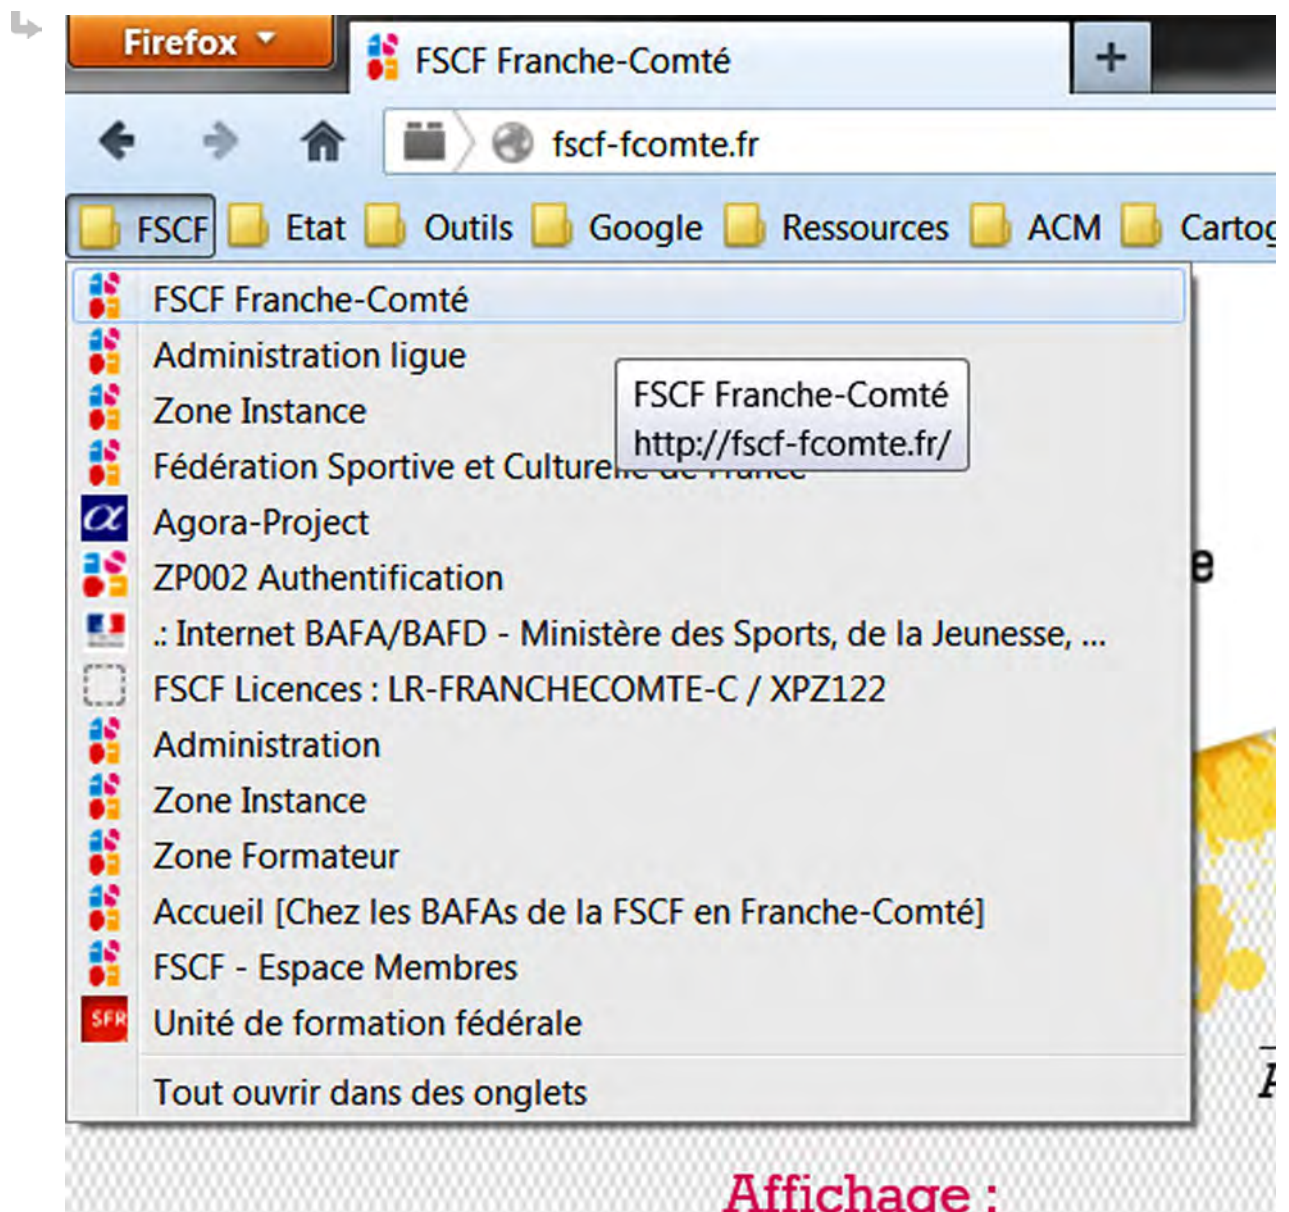 Firefox
FSCF Franche-Comté
+
fscf-fcomte.fr
FSCF Etat Outils Google Ressources ACM Cartog
FSCF Franche-Comté
Administration ligue
FSCF Franche-Comté
http://fscf-fcomte.fr/
Zone Instance
Fédération Sportive et Culturelle de France
Agora-Project
ZP002 Authentification
.: Internet BAFA/BAFD - Ministère des Sports, de la Jeunesse, ...
FSCF Licences : LR-FRANCHECOMTE-C / XPZ122
Administration
Zone Instance
Zone Formateur
Accueil [Chez les BAFAs de la FSCF en Franche-Comté]
FSCF - Espace Membres
SFR
Unité de formation fédérale
Tout ouvrir dans des onglets
e
Affichage :